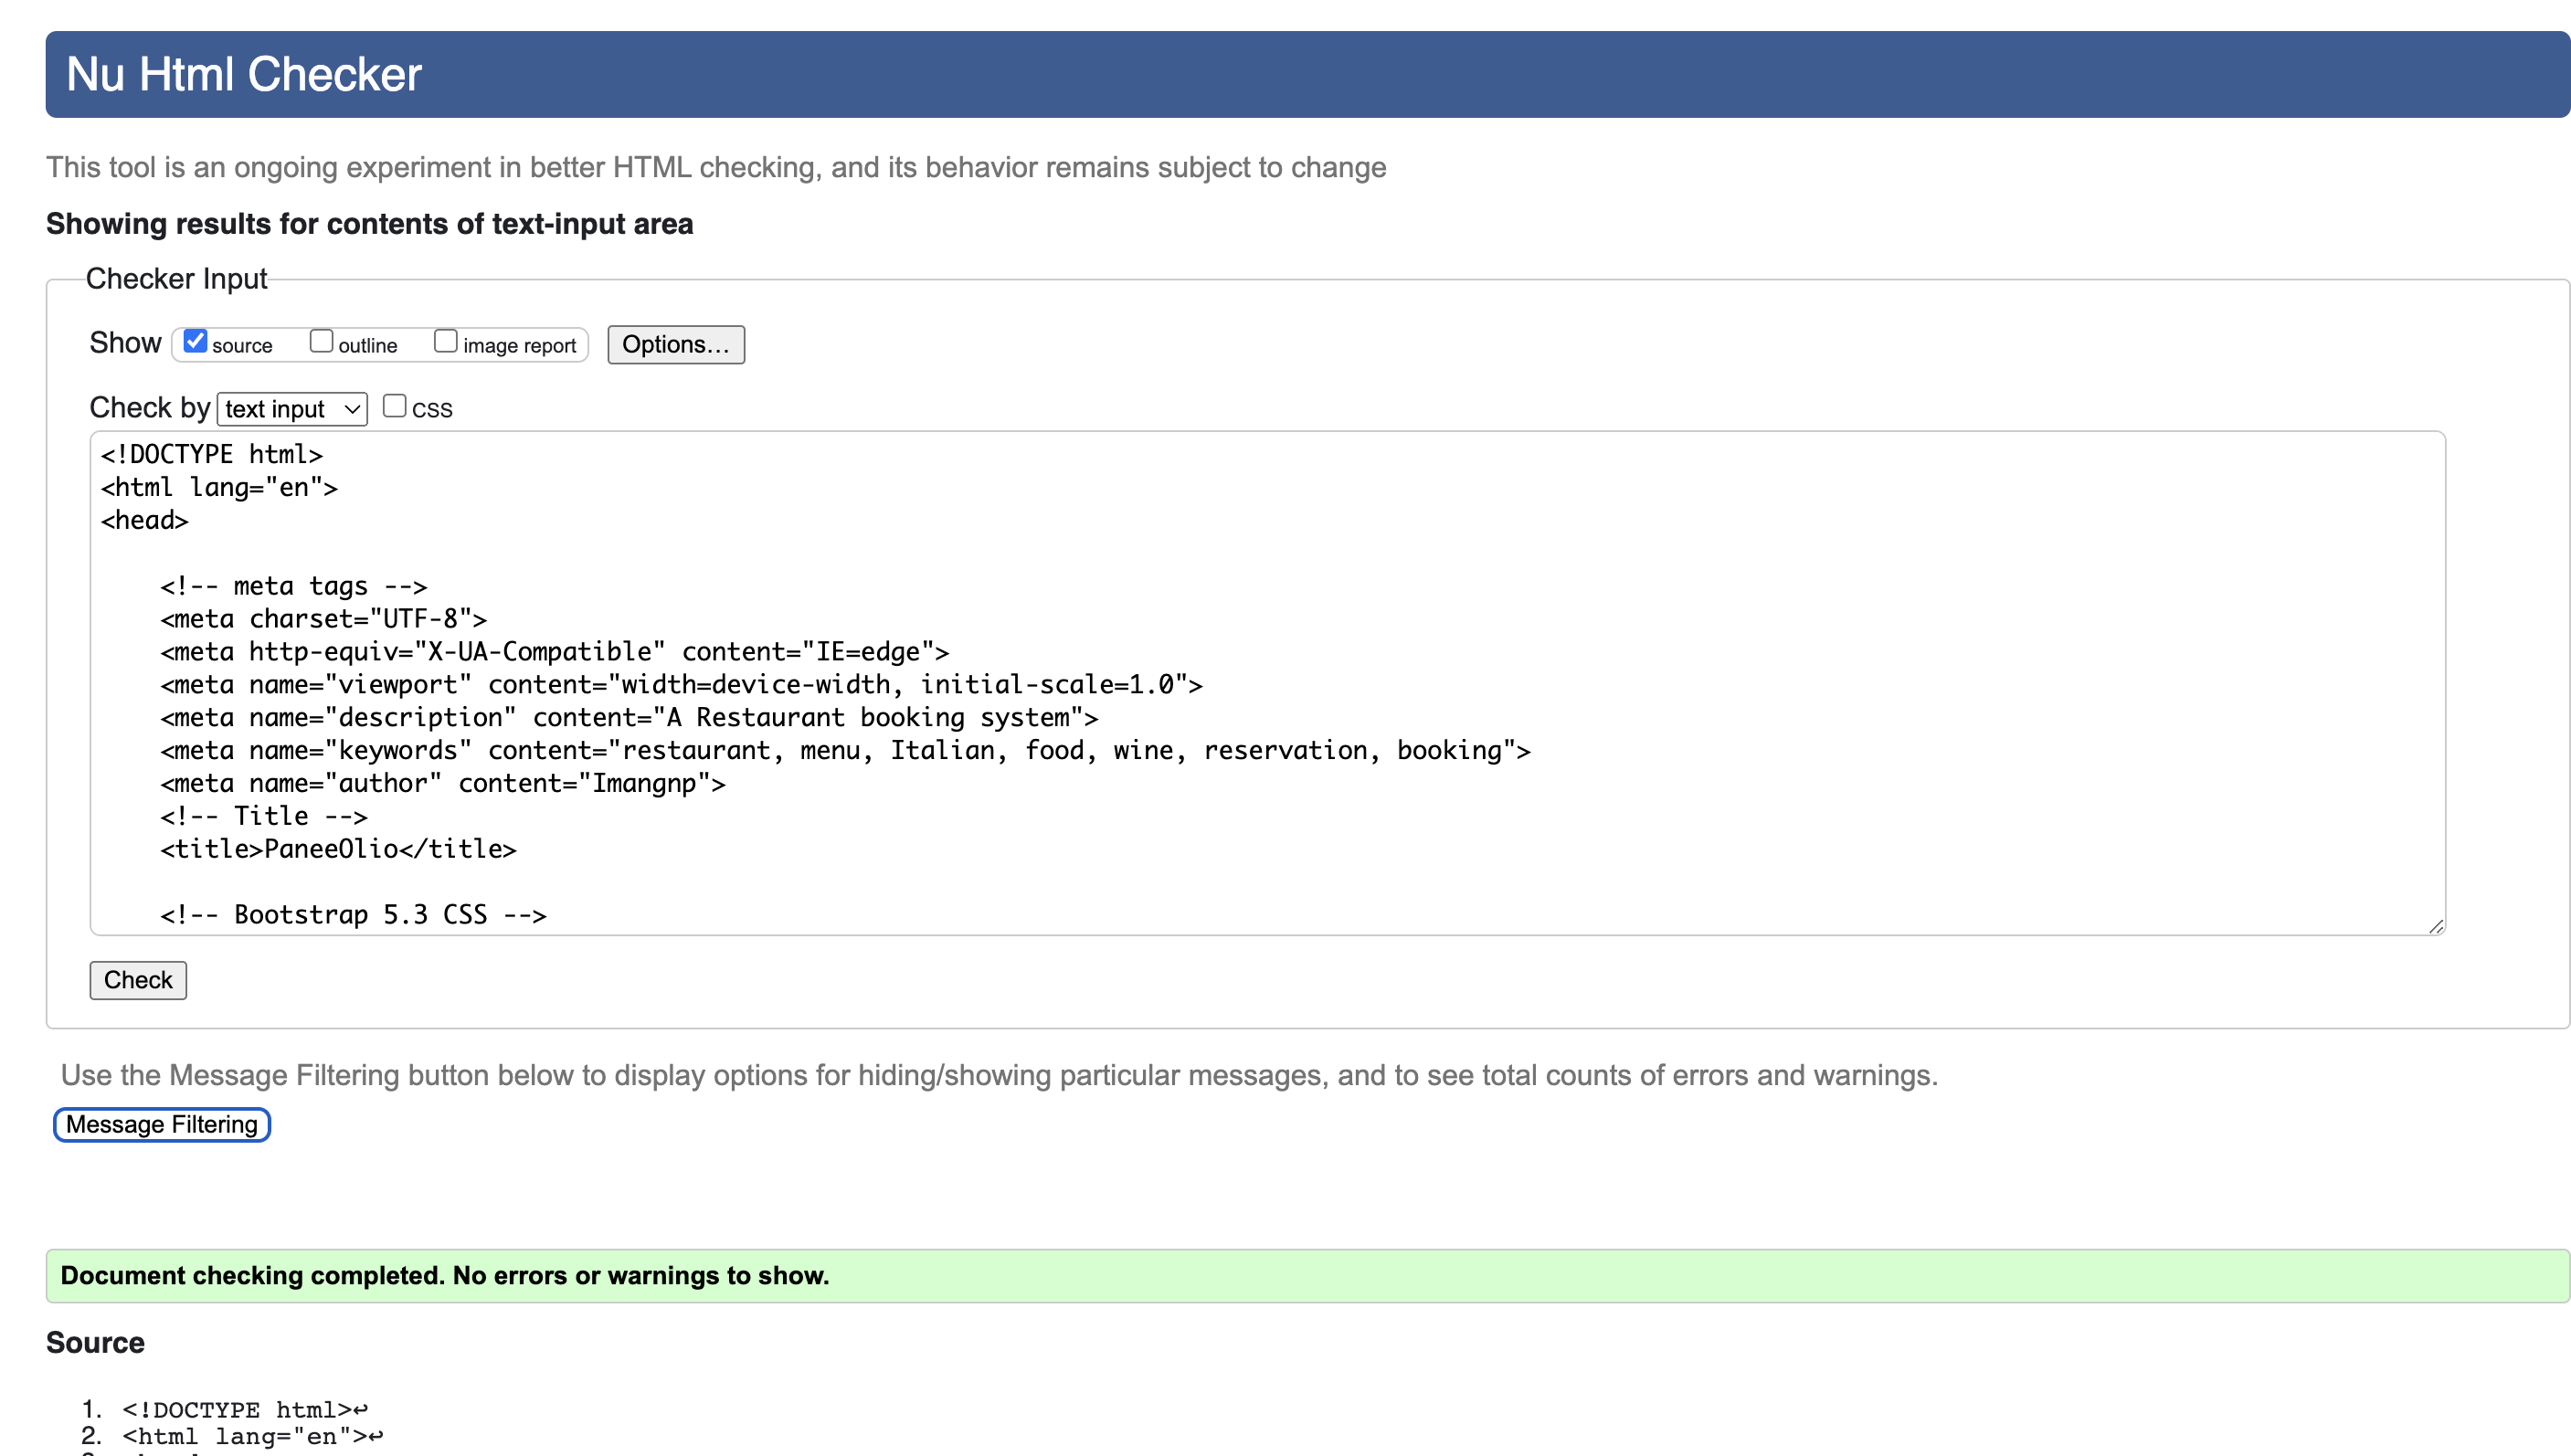 Nu Html Checker
This tool is an ongoing experiment in better HTML checking, and its behavior remains subject to change
Showing results for contents of text-input area
Checker Input
Show source outline image report Options…
Check by text input CSS
<!DOCTYPE html>
<html lang="en">
<head>
<!-- meta tags -->
<meta charset="UTF-8">
<meta http-equiv="X-UA-Compatible" content="IE=edge">
<meta name="viewport" content="width=device-width, initial-scale=1.0">
<meta name="description" content="A Restaurant booking system">
<meta name="keywords" content="restaurant, menu, Italian, food, wine, reservation, booking">
<meta name="author" content="Imangnp">
<!-- Title -->
<title>PaneeOlio</title>
<!-- Bootstrap 5.3 CSS -->
Check
Use the Message Filtering button below to display options for hiding/showing particular messages, and to see total counts of errors and warnings.
Message Filtering
Document checking completed. No errors or warnings to show.
Source
1. <!DOCTYPE html>↩
2. <html lang="en">↩